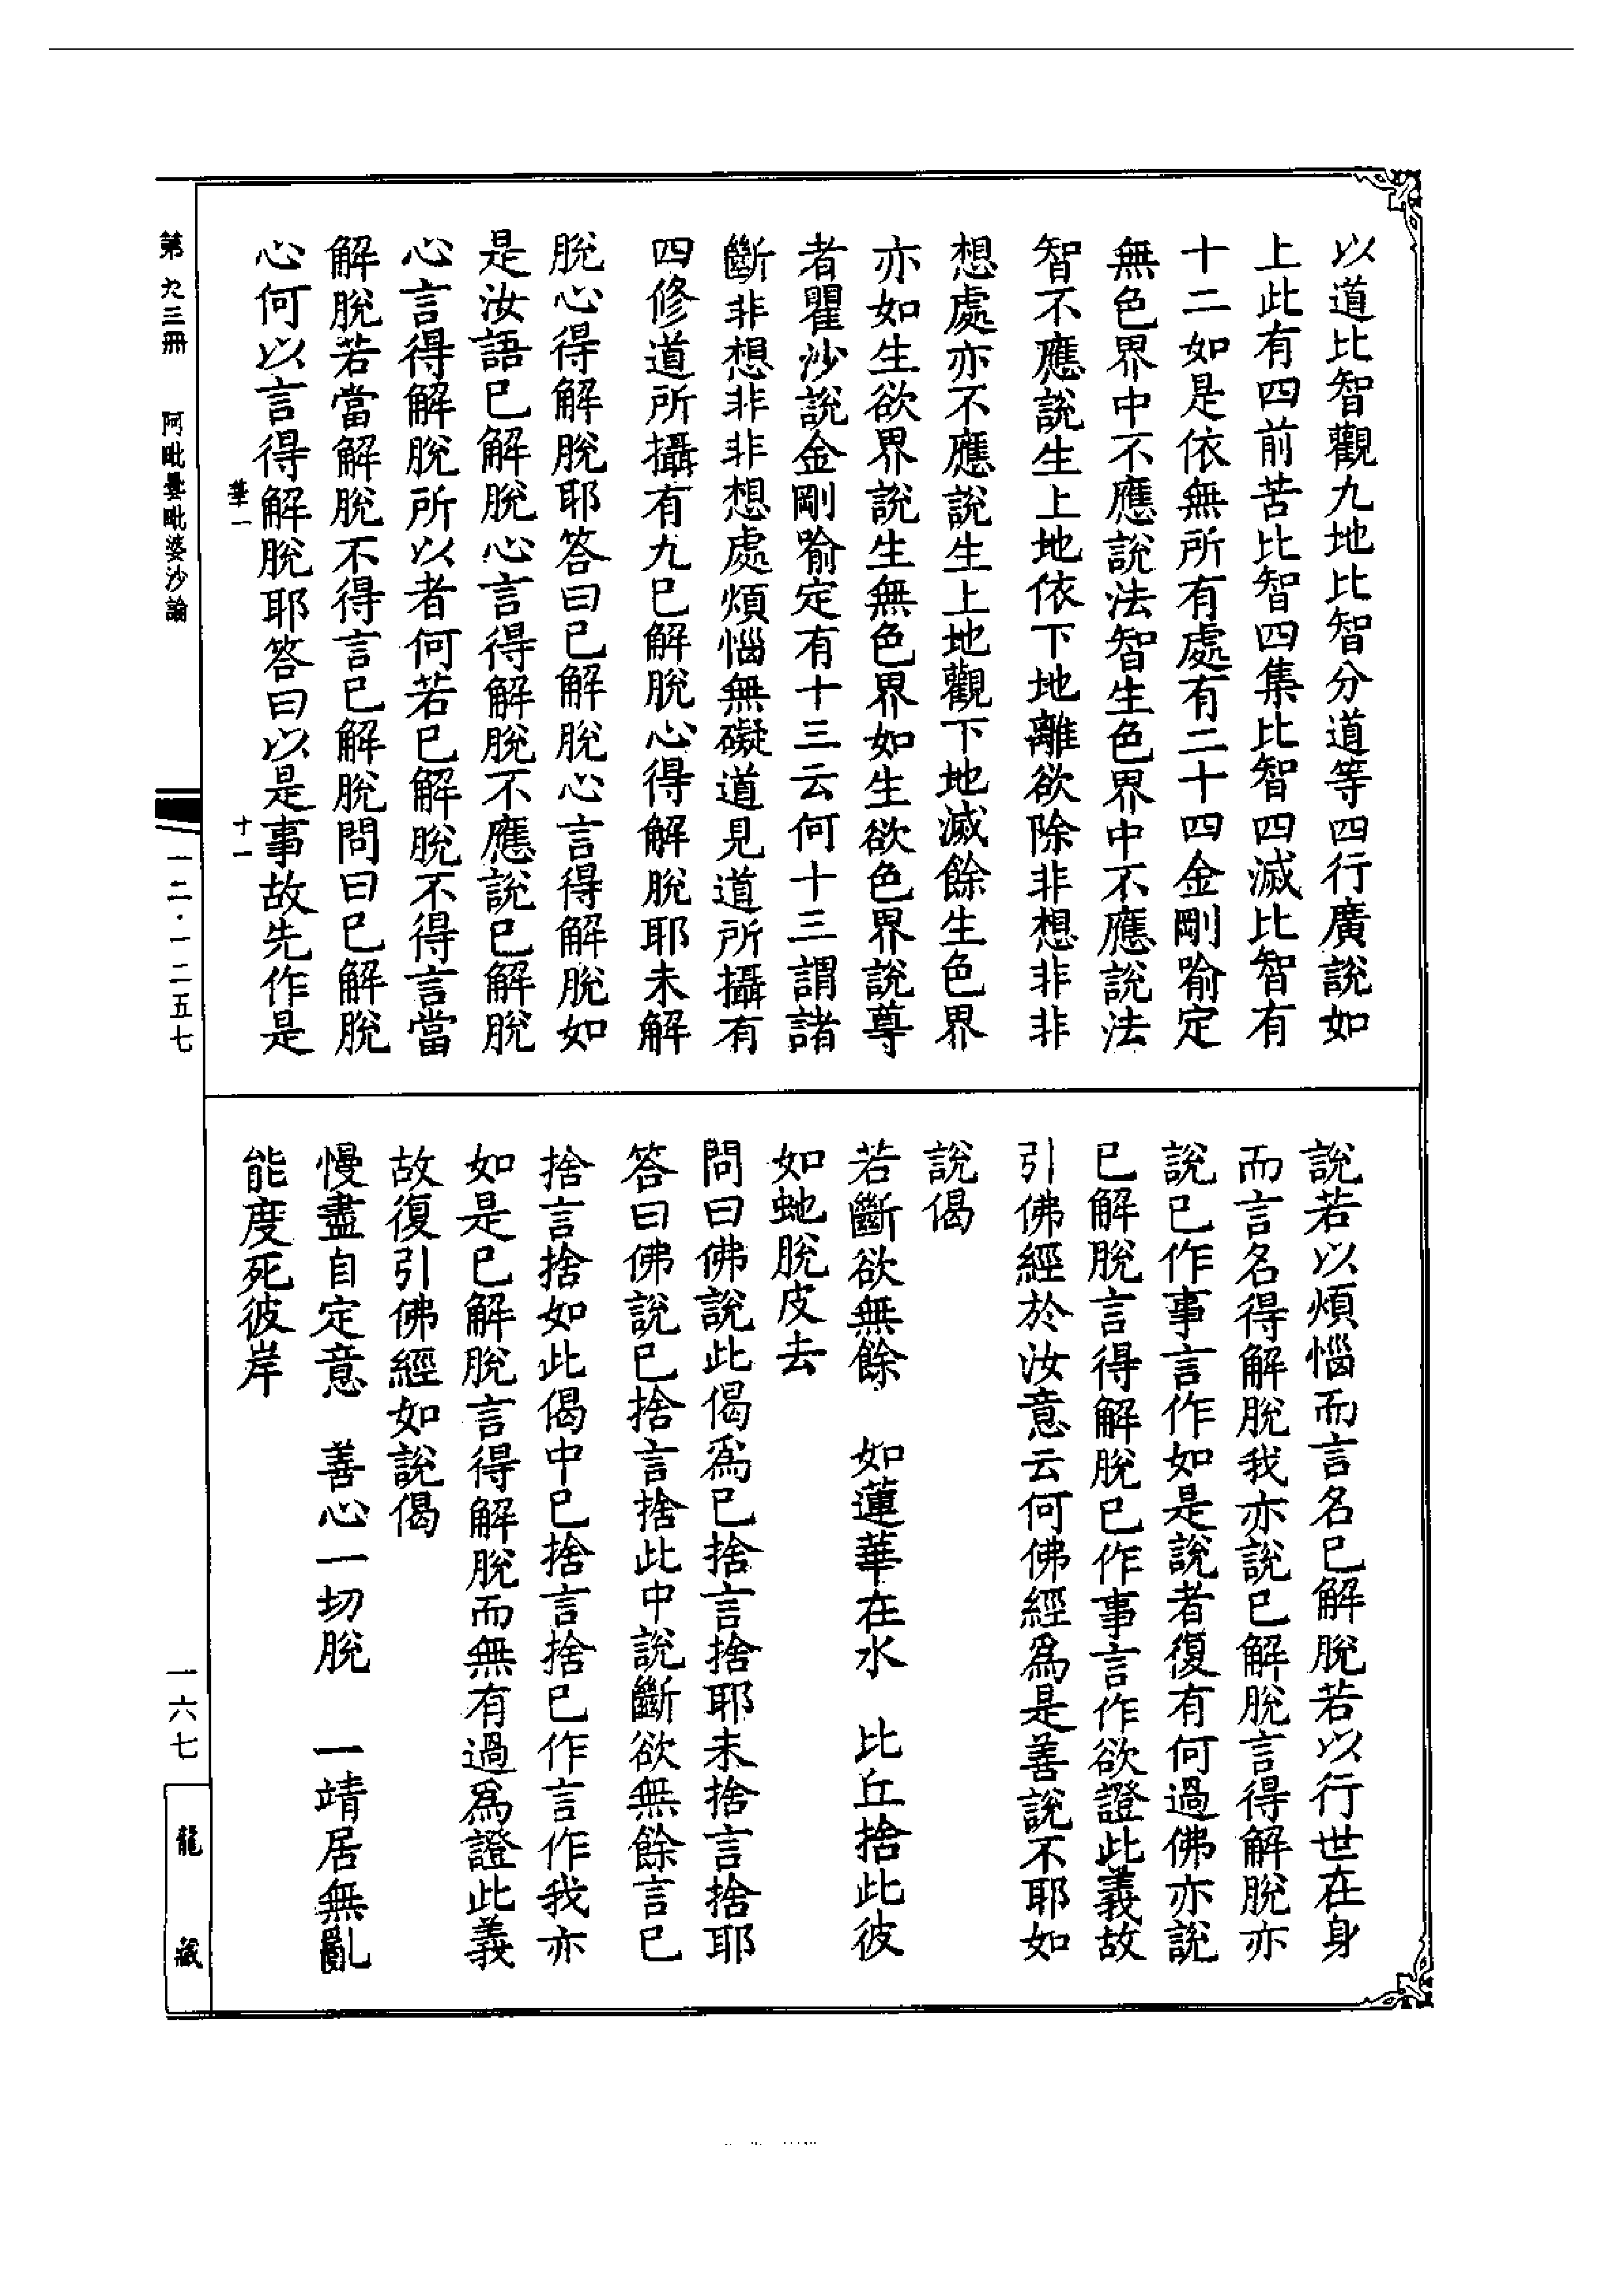 以道比智觀九地比智分道等四行廣說如
上此有四前苦比智四集比智四滅比智有
十二如是依無所有處有二十四金剛喻定
無色界中不應說法智生色界中不應說法
智不應說生上地依下地離欲除非想非非
想處亦不應說生上地觀下地滅餘生色界
亦如生欲界說生無色界如生欲色界說尊
者瞿沙說金剛喻定有十三云何十三謂諸
斷非想非非想處煩惱無礙道見道所攝有
四修道所攝有九已解脫心得解脫耶未解
脫心得解脫耶答曰已解脫心言得解脫如
是汝語已解脫心言得解脫不應說已解脫
心言得解脫所以者何若已解脫不得言當
解脫若當解脫不得言已解脫問曰已解脫
心何以言得解脫耶答曰以是事故先作是
華一
十一
說若以煩惱而言名已解脫若以行世在身
而言名得解脫我亦說已解脫言得解脫亦
說已作事言作如是說者復有何過佛亦說
已解脫言得解脫已作事言作欲證此義故
引佛經於汝意云何佛經為是善說不耶如
說偈
若斷欲無餘　如蓮華在水　比丘捨此彼
如虵脫皮去
問曰佛說此偈為已捨言捨耶未捨言捨耶
答曰佛說已捨言捨此中說斷欲無餘言已
捨言捨如此偈中已捨言捨已作言作我亦
如是已解脫言得解脫而無有過為證此義
故復引佛經如說偈
慢盡自定意　善心一切脫　一靖居無亂
能度死彼岸
第九三冊　阿毗曇毗婆沙論
一二·一二五七
一六七
龍藏